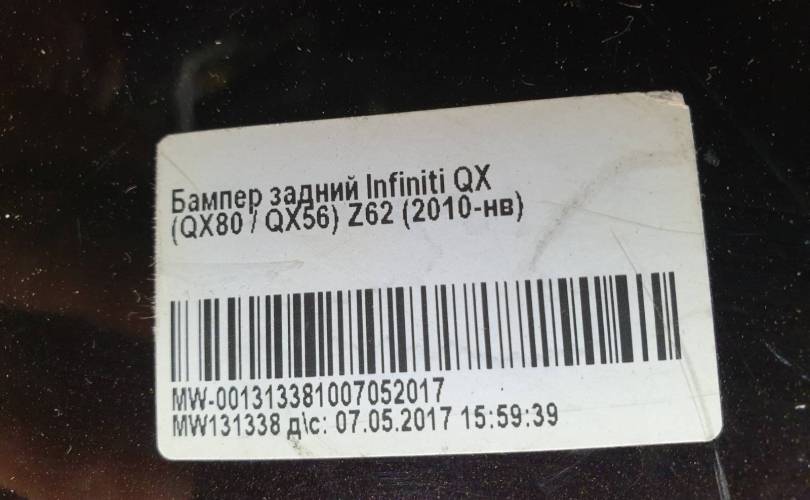 Бампер задний Infiniti QX
(QX80 / QX56) Z62 (2010-нв)
MW-001313381007052017
MW131338 д\с: 07.05.2017 15:59:39